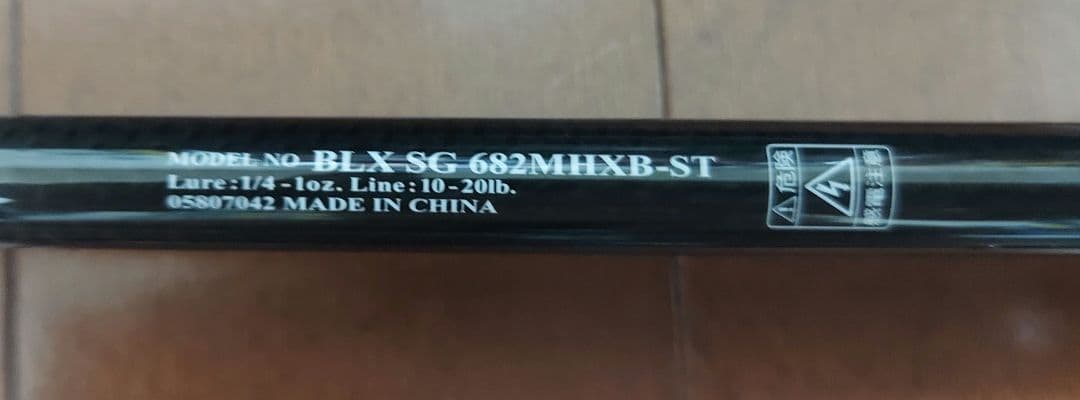 MODEL NO BLX SG 682MHXB-ST
Lure:1/4-1oz. Line:10-20lb.
05807042 MADE IN CHINA
危険
感電注意